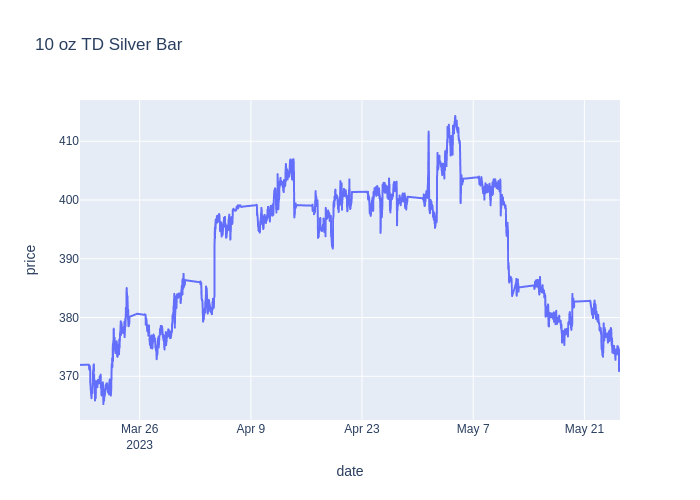 10 oz TD Silver Bar
410
400
390
380
370
price
Mar 26
2023
Apr 9
Apr 23
May 7
May 21
date